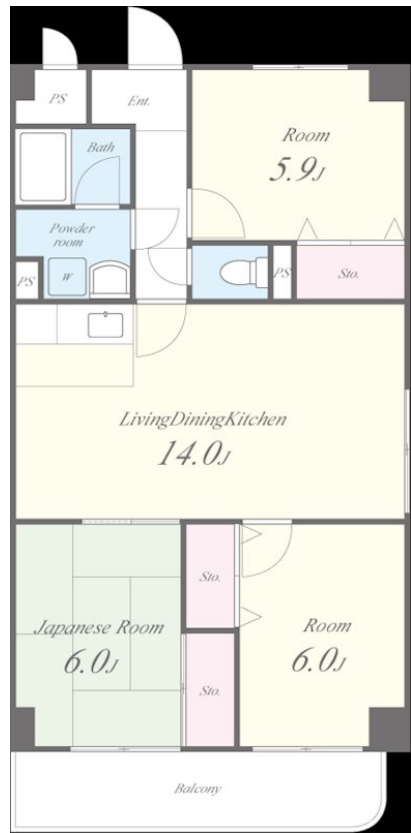 PS
Ent.
Room
5.9J
Bath
Powder
room
PS
W
PS
Sto.
LivingDiningKitchen
14.0J
Sto.
Japanese Room
6.0J
Room
6.0J
Sto.
Balcony